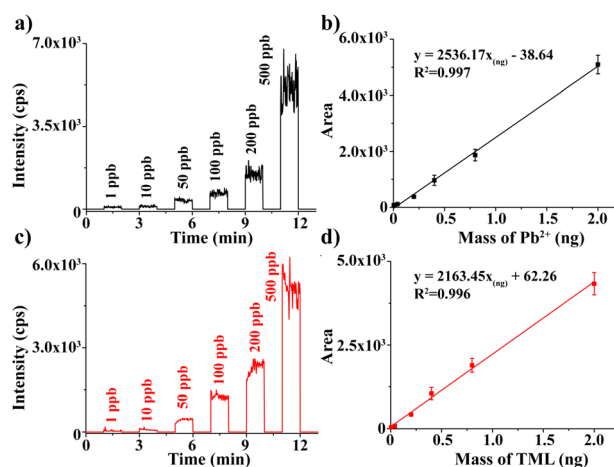 a)
7.0x10³
3.5x10³
0
Intensity (cps)
1 ppb
10 ppb
50 ppb
100 ppb
200 ppb
500 ppb
0 3 6 9 12
Time (min)
b)
6.0x10³
4.0x10³
2.0x10³
0
Area
y = 2536.17x(ng) - 38.64
R²=0.997
0.0 0.5 1.0 1.5 2.0
Mass of Pb²⁺ (ng)
c)
6.0x10³
3.0x10³
0
Intensity (cps)
1 ppb
10 ppb
50 ppb
100 ppb
200 ppb
500 ppb
0 3 6 9 12
Time (min)
d)
5.0x10³
2.5x10³
0
Area
y = 2163.45x(ng) + 62.26
R²=0.996
0.0 0.5 1.0 1.5 2.0
Mass of TML (ng)